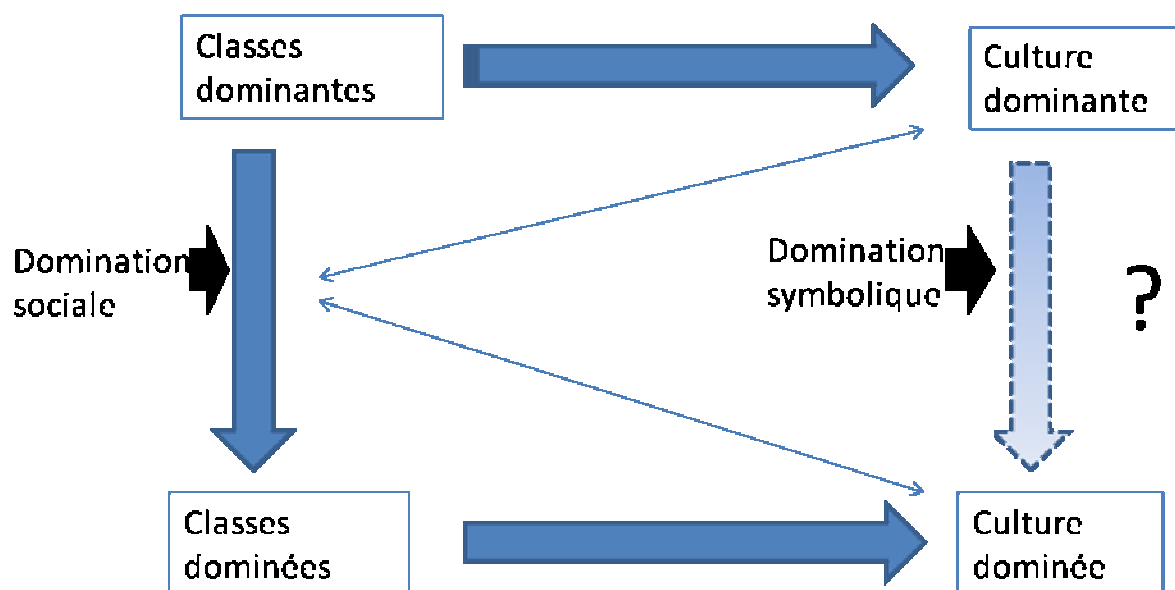 Classes
dominantes
Culture
dominante
Domination
sociale
Domination
symbolique
?
Classes
dominées
Culture
dominée